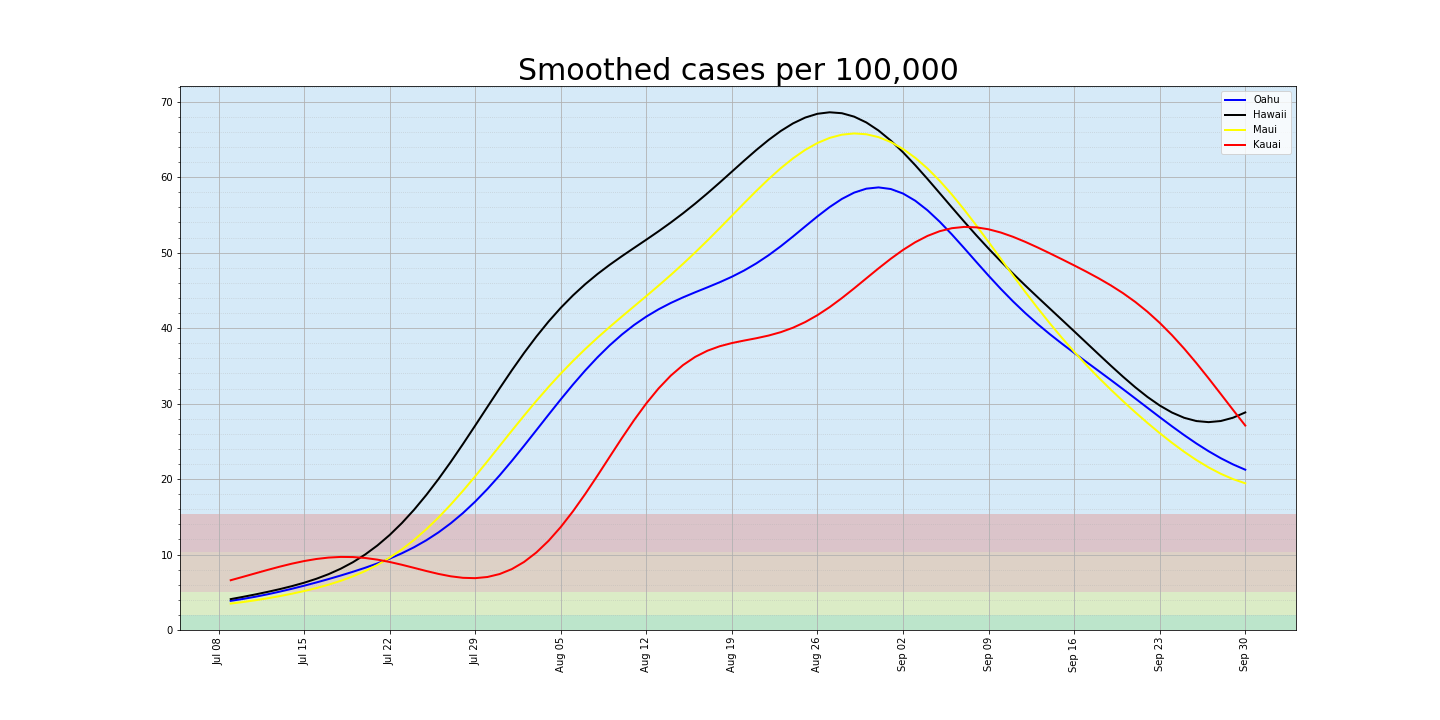 Smoothed cases per 100,000
Oahu
Hawaii
Maui
Kauai
70
60
50
40
30
20
10
0
Jul 08
Jul 15
Jul 22
Jul 29
Aug 05
Aug 12
Aug 19
Aug 26
Sep 02
Sep 09
Sep 16
Sep 23
Sep 30